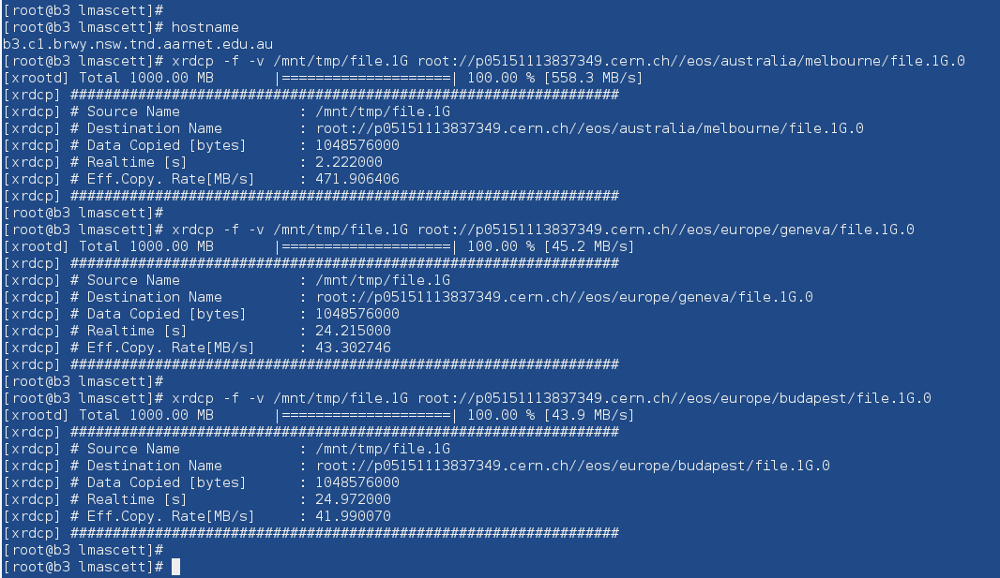 [root@b3 lmascett]#
[root@b3 lmascett]# hostname
b3.c1.brwy.nsw.tnd.aarnet.edu.au
[root@b3 lmascett]# xrdcp -f -v /mnt/tmp/file.1G root://p05151113837349.cern.ch//eos/australia/melbourne/file.1G.0
[xrootd] Total 1000.00 MB       |====================| 100.00 % [558.3 MB/s]
[xrdcp] #################################################################
[xrdcp] # Source Name              : /mnt/tmp/file.1G
[xrdcp] # Destination Name         : root://p05151113837349.cern.ch//eos/australia/melbourne/file.1G.0
[xrdcp] # Data Copied [bytes]      : 1048576000
[xrdcp] # Realtime [s]             : 2.222000
[xrdcp] # Eff.Copy. Rate[MB/s]     : 471.906406
[xrdcp] #################################################################
[root@b3 lmascett]#
[root@b3 lmascett]# xrdcp -f -v /mnt/tmp/file.1G root://p05151113837349.cern.ch//eos/europe/geneva/file.1G.0
[xrootd] Total 1000.00 MB       |====================| 100.00 % [45.2 MB/s]
[xrdcp] #################################################################
[xrdcp] # Source Name              : /mnt/tmp/file.1G
[xrdcp] # Destination Name         : root://p05151113837349.cern.ch//eos/europe/geneva/file.1G.0
[xrdcp] # Data Copied [bytes]      : 1048576000
[xrdcp] # Realtime [s]             : 24.215000
[xrdcp] # Eff.Copy. Rate[MB/s]     : 43.302746
[xrdcp] #################################################################
[root@b3 lmascett]#
[root@b3 lmascett]# xrdcp -f -v /mnt/tmp/file.1G root://p05151113837349.cern.ch//eos/europe/budapest/file.1G.0
[xrootd] Total 1000.00 MB       |====================| 100.00 % [43.9 MB/s]
[xrdcp] #################################################################
[xrdcp] # Source Name              : /mnt/tmp/file.1G
[xrdcp] # Destination Name         : root://p05151113837349.cern.ch//eos/europe/budapest/file.1G.0
[xrdcp] # Data Copied [bytes]      : 1048576000
[xrdcp] # Realtime [s]             : 24.972000
[xrdcp] # Eff.Copy. Rate[MB/s]     : 41.990070
[xrdcp] #################################################################
[root@b3 lmascett]#
[root@b3 lmascett]#